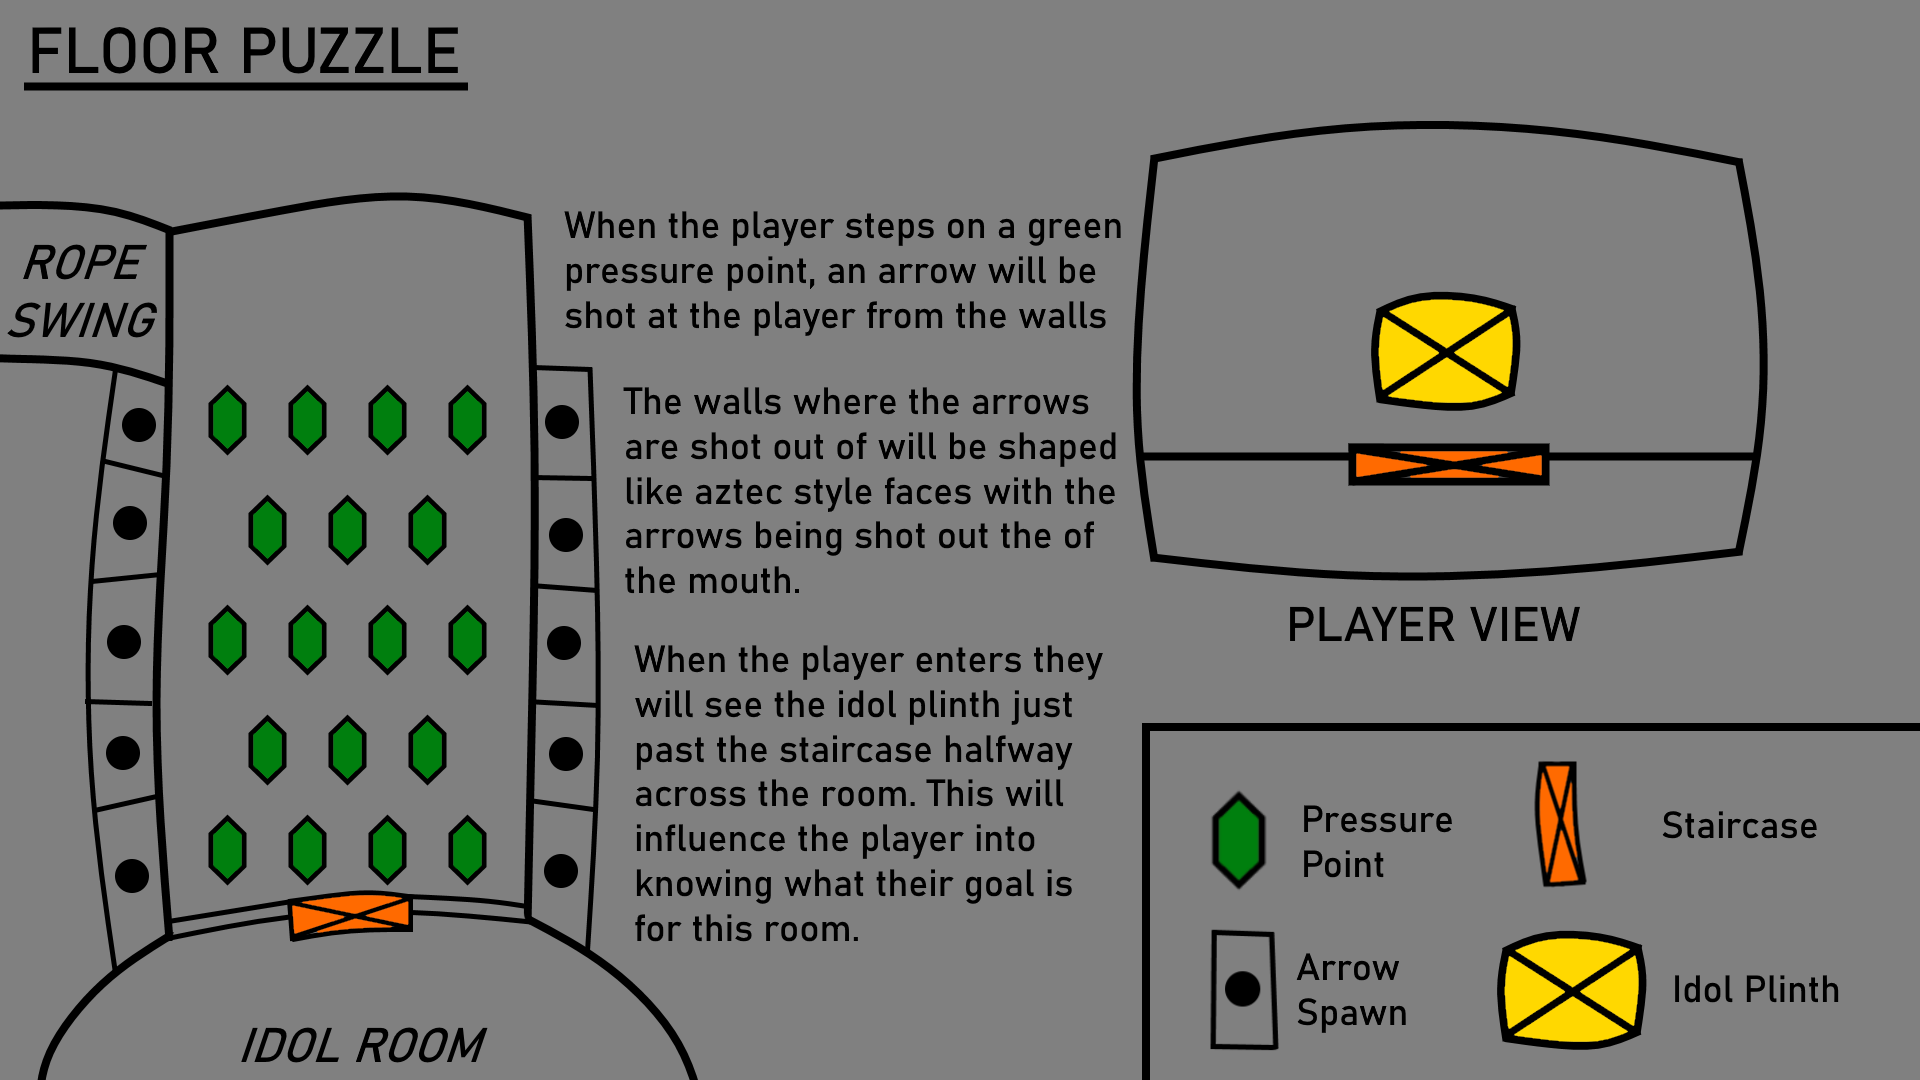 FLOOR PUZZLE
ROPE
SWING
When the player steps on a green
pressure point, an arrow will be
shot at the player from the walls
The walls where the arrows
are shot out of will be shaped
like aztec style faces with the
arrows being shot out the of
the mouth.
When the player enters they
will see the idol plinth just
past the staircase halfway
across the room. This will
influence the player into
knowing what their goal is
for this room.
IDOL ROOM
PLAYER VIEW
Pressure
Point
Staircase
Arrow
Spawn
Idol Plinth